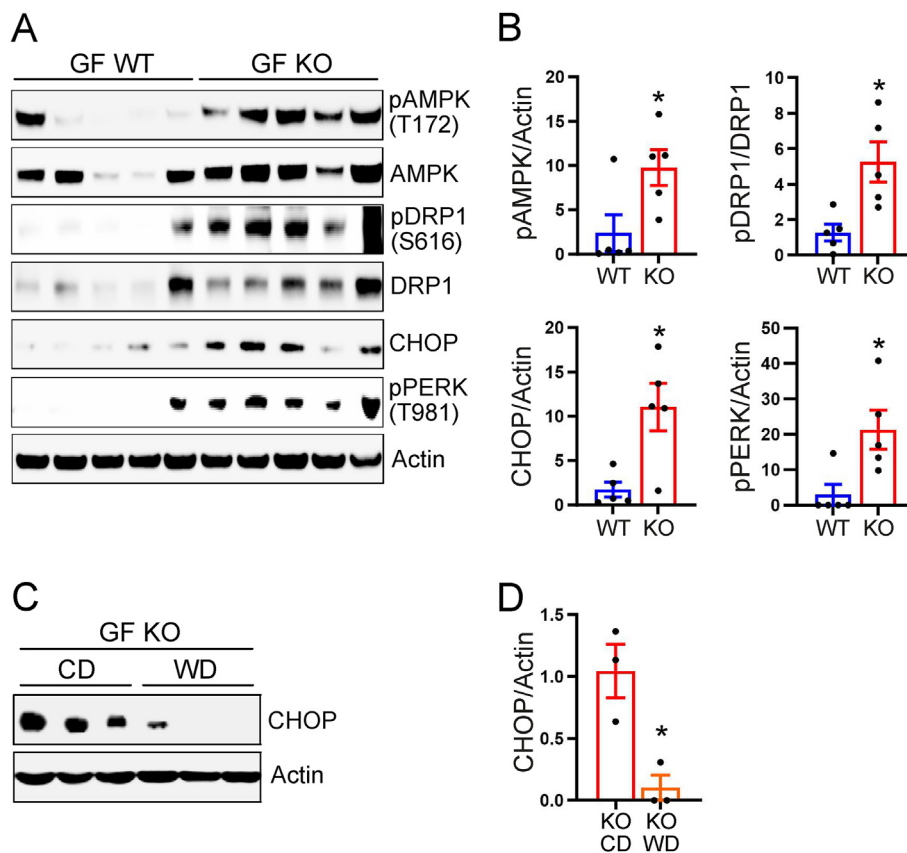 A
GF WT GF KO
pAMPK
(T172)
AMPK
pDRP1
(S616)
DRP1
CHOP
pPERK
(T981)
Actin
B
pAMPK/Actin
20
15
10
5
0
*
WT KO
pDRP1/DRP1
10
8
6
4
2
0
*
WT KO
CHOP/Actin
20
15
10
5
0
*
WT KO
pPERK/Actin
50
40
30
20
10
0
*
WT KO
C
GF KO
CD WD
CHOP
Actin
D
CHOP/Actin
1.5
1.0
0.5
0.0
*
KO KO
CD WD